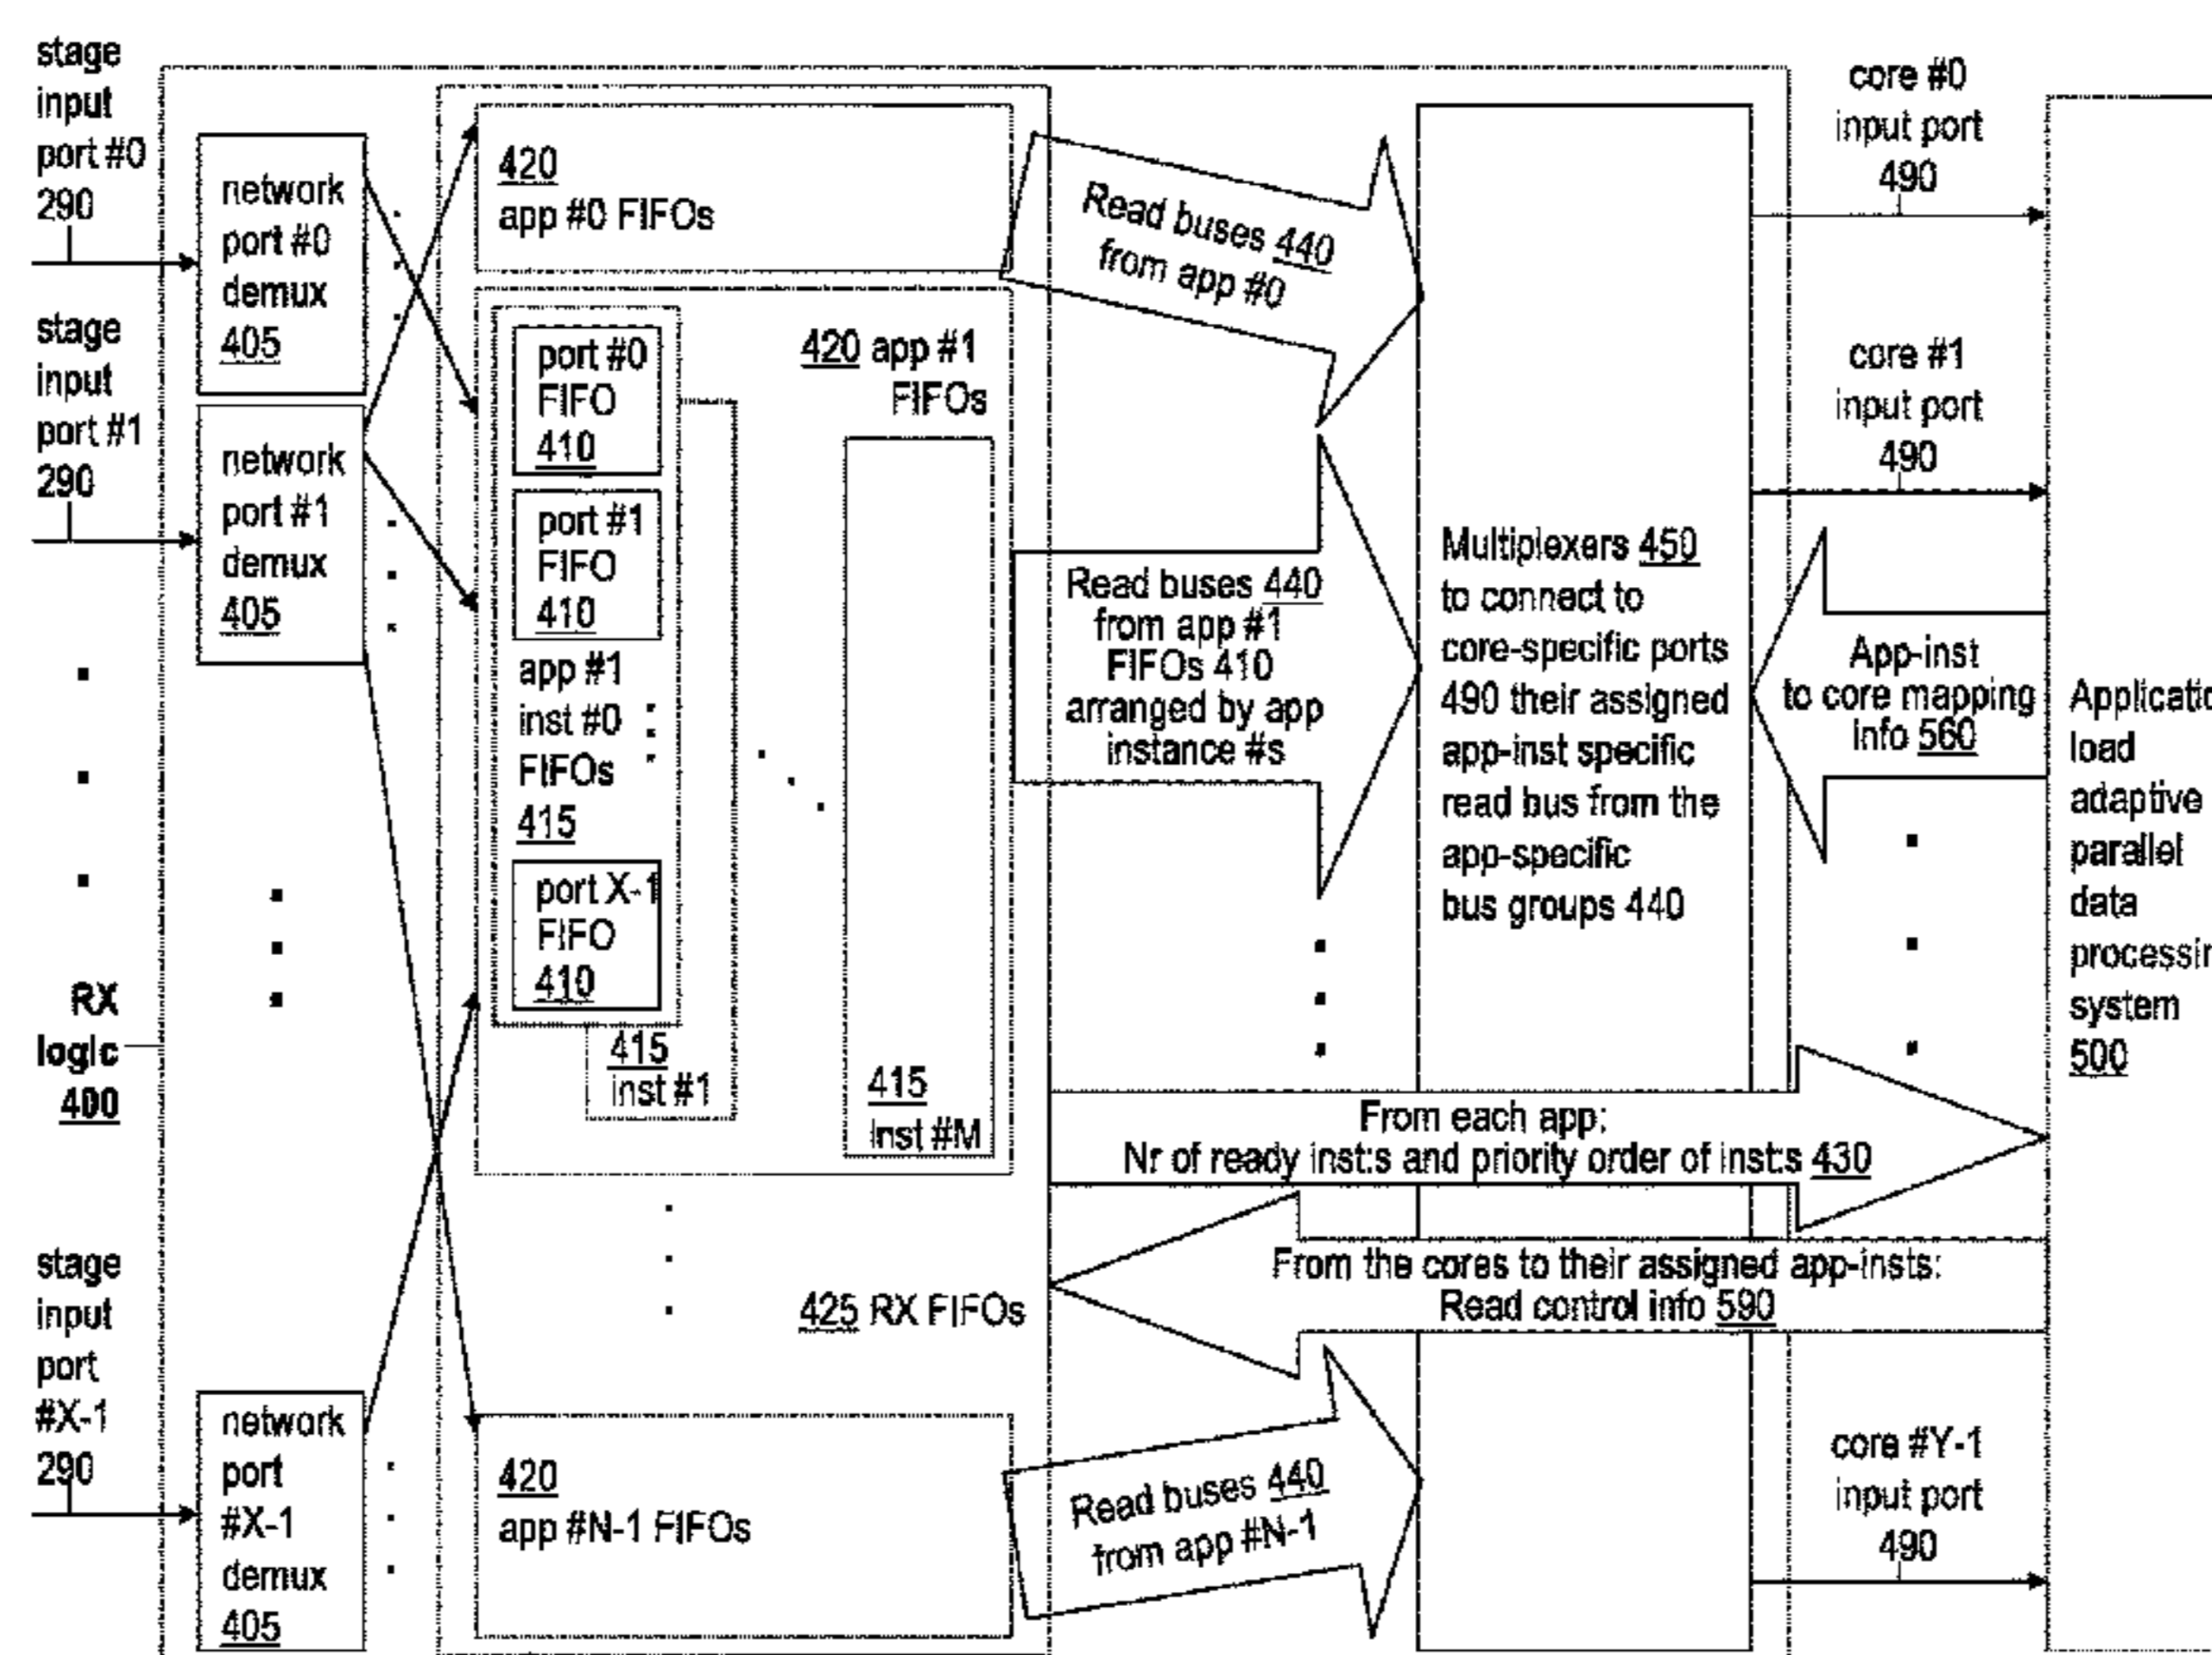 stage
input
port #0
290
stage
input
port #1
290
RX
logic
400
stage
input
port
#X-1
290
network
port #0
demux
405
network
port #1
demux
405
network
port
#X-1
demux
405
420
app #0 FIFOs
port #0
FIFO
410
port #1
FIFO
410
app #1
inst #0
FIFOs
415
port X-1
FIFO
410
415
inst #1
420 app #1
FIFOs
415
inst #M
425 RX FIFOs
420
app #N-1 FIFOs
Read buses 440
from app #0
Read buses 440
from app #1
FIFOs 410
arranged by app
instance #s
Read buses 440
from app #N-1
Multiplexers 450
to connect to
core-specific ports
490 their assigned
app-inst specific
read bus from the
app-specific
bus groups 440
From each app:
Nr of ready inst:s and priority order of inst:s 430
From the cores to their assigned app-insts:
Read control info 590
core #0
input port
490
core #1
input port
490
App-inst
to core mapping
info 560
core #Y-1
input port
490
Applicatio
load
adaptive
parallel
data
processin
system
500